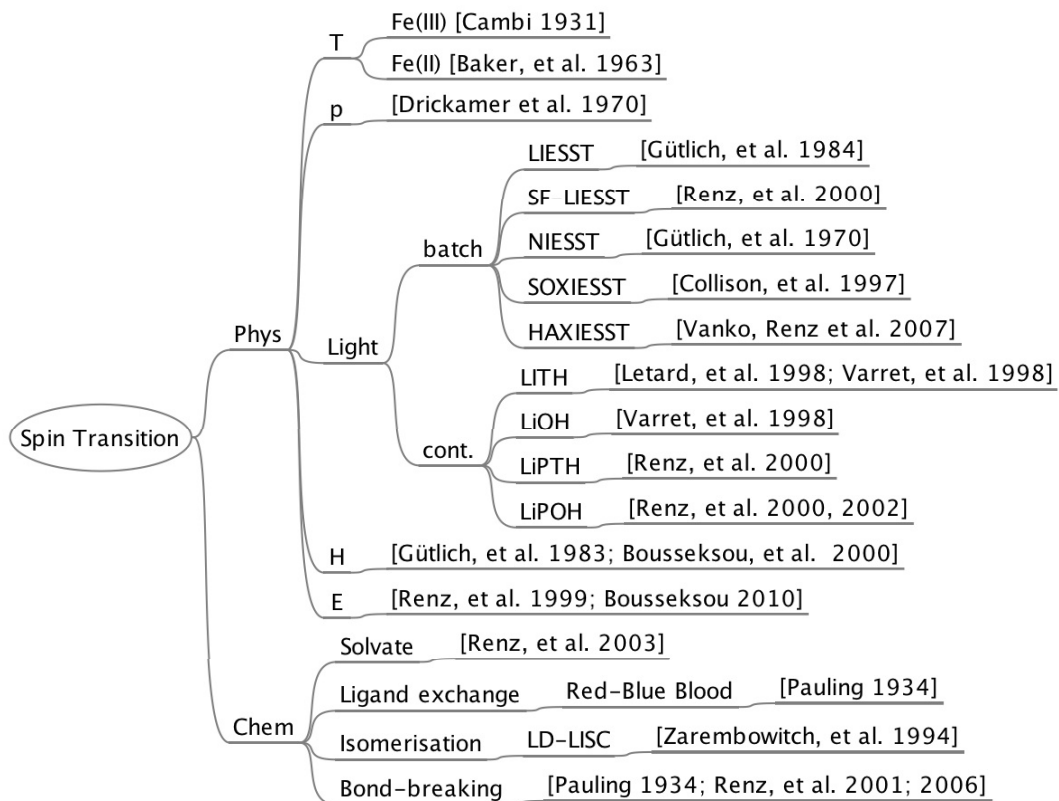 Fe(III) [Cambi 1931]
T
Fe(II) [Baker, et al. 1963]
p [Drickamer et al. 1970]
LIESST [Gütlich, et al. 1984]
SF-LIESST [Renz, et al. 2000]
batch
NIESST [Gütlich, et al. 1970]
SOXIESST [Collison, et al. 1997]
Phys
Light
HAXIESST [Vanko, Renz et al. 2007]
LITH [Letard, et al. 1998; Varret, et al. 1998]
Spin Transition
LiOH [Varret, et al. 1998]
cont.
LiPTH [Renz, et al. 2000]
LiPOH [Renz, et al. 2000, 2002]
H [Gütlich, et al. 1983; Bousseksou, et al. 2000]
E [Renz, et al. 1999; Bousseksou 2010]
Solvate [Renz, et al. 2003]
Ligand exchange Red-Blue Blood [Pauling 1934]
Chem
Isomerisation LD-LISC [Zarembowitch, et al. 1994]
Bond-breaking [Pauling 1934; Renz, et al. 2001; 2006]